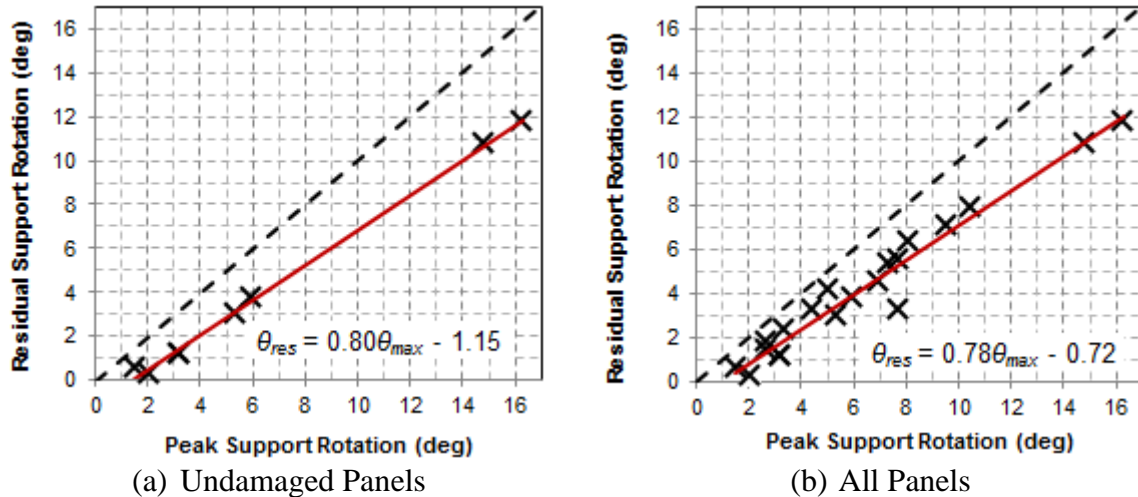 Residual Support Rotation (deg)
16
14
12
10
8
6
4
2
0
θres = 0.80θmax - 1.15
0 2 4 6 8 10 12 14 16
Peak Support Rotation (deg)
(a) Undamaged Panels
Residual Support Rotation (deg)
16
14
12
10
8
6
4
2
0
θres = 0.78θmax - 0.72
0 2 4 6 8 10 12 14 16
Peak Support Rotation (deg)
(b) All Panels